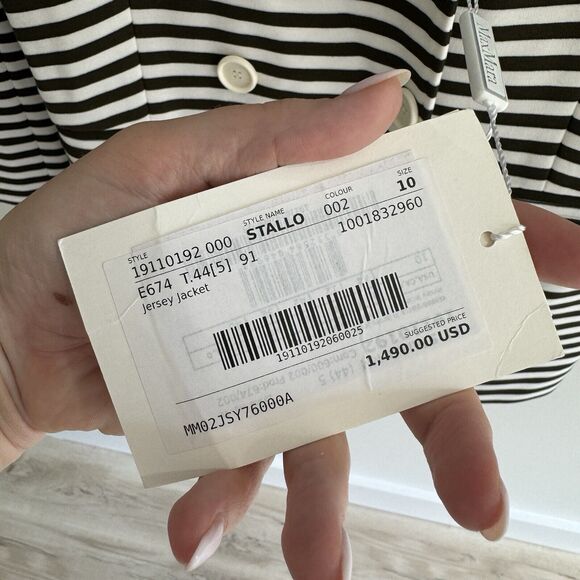 MaxMara
STYLE STYLE NAME COLOUR SIZE
19110192 000 STALLO 002 10
E674 T.44[5] 91 1001832960
Jersey Jacket
19110192060025
SUGGESTED PRICE
1,490.00 USD
MM02JSY76000A